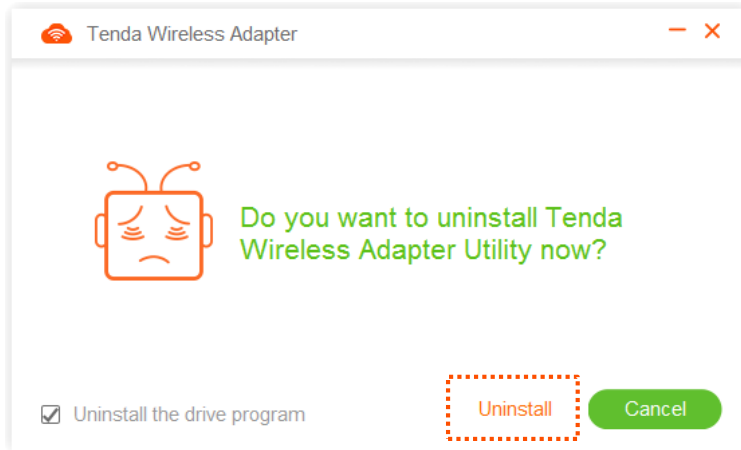 Tenda Wireless Adapter
Do you want to uninstall Tenda
Wireless Adapter Utility now?
Uninstall the drive program
Uninstall
Cancel